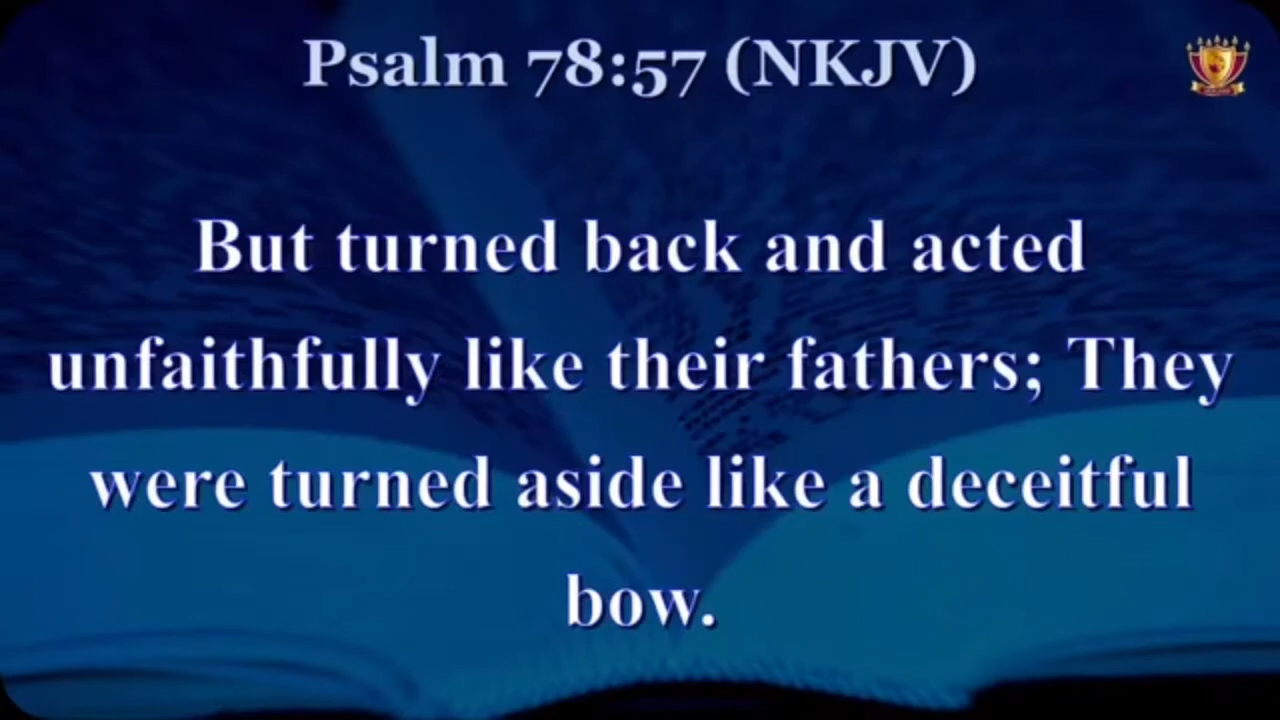 Psalm 78:57 (NKJV)
But turned back and acted
unfaithfully like their fathers; They
were turned aside like a deceitful
bow.